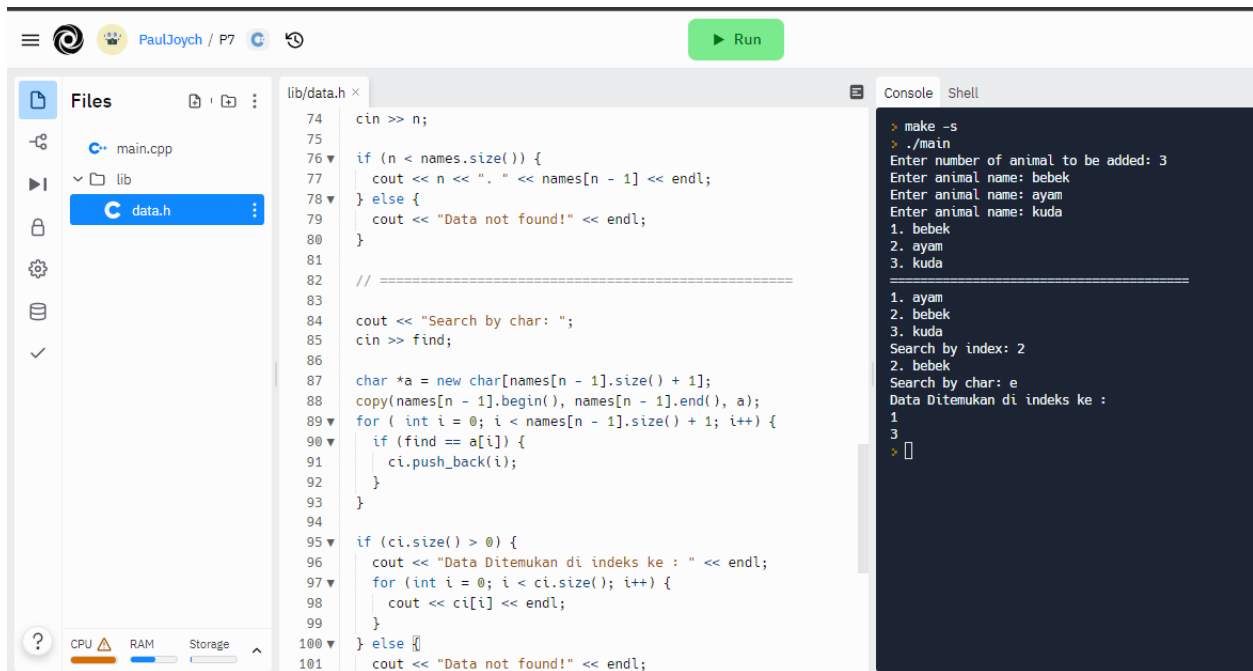 PaulJoych / P7
Run
Files
main.cpp
lib
data.h
CPU RAM Storage
lib/data.h
74 cin >> n;
75
76 if (n < names.size()) {
77 cout << n << ". " << names[n - 1] << endl;
78 } else {
79 cout << "Data not found!" << endl;
80 }
81
82 // ===================================================
83
84 cout << "Search by char: ";
85 cin >> find;
86
87 char *a = new char[names[n - 1].size() + 1];
88 copy(names[n - 1].begin(), names[n - 1].end(), a);
89 for ( int i = 0; i < names[n - 1].size() + 1; i++) {
90 if (find == a[i]) {
91 ci.push_back(i);
92 }
93 }
94
95 if (ci.size() > 0) {
96 cout << "Data Ditemukan di indeks ke : " << endl;
97 for (int i = 0; i < ci.size(); i++) {
98 cout << ci[i] << endl;
99 }
100 } else {
101 cout << "Data not found!" << endl;
Console Shell
> make -s
> ./main
Enter number of animal to be added: 3
Enter animal name: bebek
Enter animal name: ayam
Enter animal name: kuda
1. bebek
2. ayam
3. kuda
==========================================
1. ayam
2. bebek
3. kuda
Search by index: 2
2. bebek
Search by char: e
Data Ditemukan di indeks ke :
1
3
>